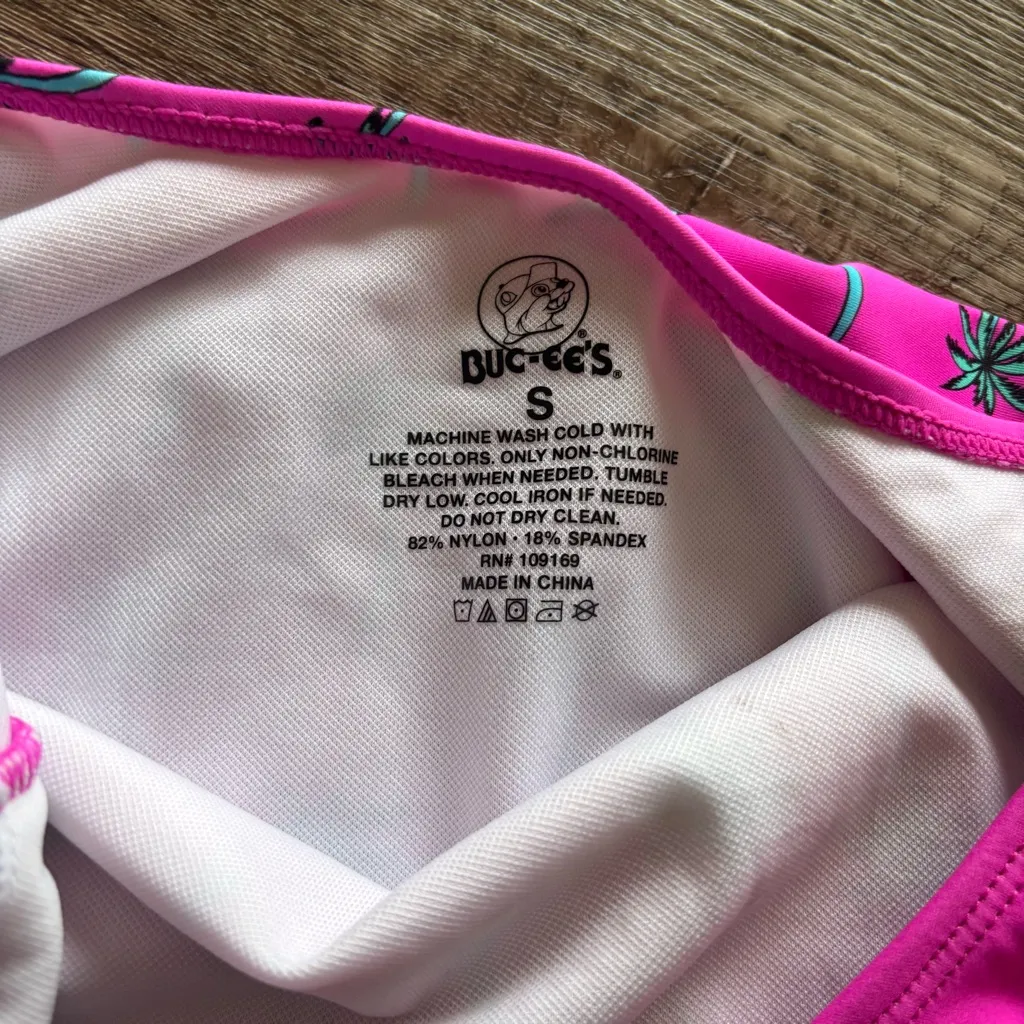 BUC-EE'S®
S
MACHINE WASH COLD WITH
LIKE COLORS. ONLY NON-CHLORINE
BLEACH WHEN NEEDED. TUMBLE
DRY LOW. COOL IRON IF NEEDED.
DO NOT DRY CLEAN.
82% NYLON • 18% SPANDEX
RN# 109169
MADE IN CHINA